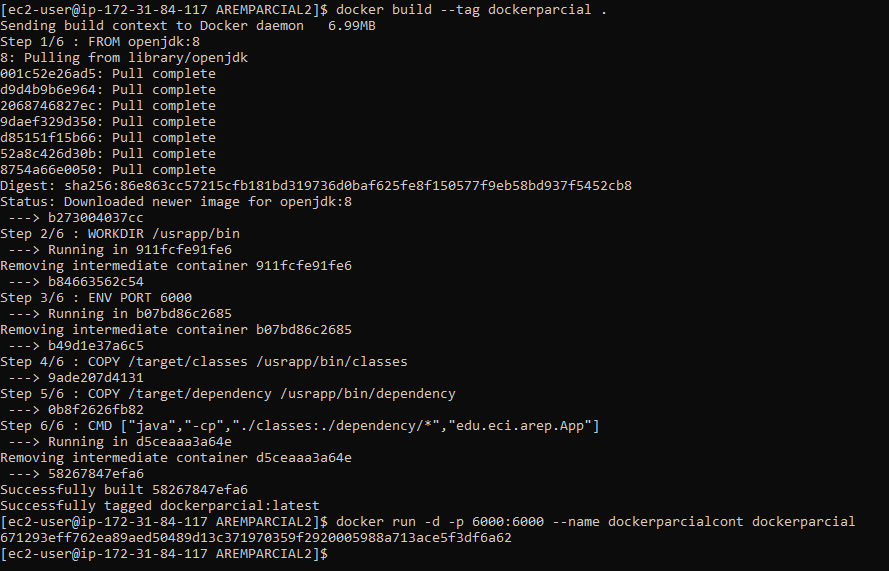 [ec2-user@ip-172-31-84-117 AREMPARCIAL2]$ docker build --tag dockerparcial .
Sending build context to Docker daemon   6.99MB
Step 1/6 : FROM openjdk:8
8: Pulling from library/openjdk
001c52e26ad5: Pull complete
d9d4b9b6e964: Pull complete
2068746827ec: Pull complete
9daef329d350: Pull complete
d85151f15b66: Pull complete
52a8c426d30b: Pull complete
8754a66e0050: Pull complete
Digest: sha256:86e863cc57215cfb181bd319736d0baf625fe8f150577f9eb58bd937f5452cb8
Status: Downloaded newer image for openjdk:8
 ---> b273004037cc
Step 2/6 : WORKDIR /usrapp/bin
 ---> Running in 911fcfe91fe6
Removing intermediate container 911fcfe91fe6
 ---> b84663562c54
Step 3/6 : ENV PORT 6000
 ---> Running in b07bd86c2685
Removing intermediate container b07bd86c2685
 ---> b49d1e37a6c5
Step 4/6 : COPY /target/classes /usrapp/bin/classes
 ---> 9ade207d4131
Step 5/6 : COPY /target/dependency /usrapp/bin/dependency
 ---> 0b8f2626fb82
Step 6/6 : CMD ["java","-cp","./classes:./dependency/*","edu.eci.arep.App"]
 ---> Running in d5ceaaa3a64e
Removing intermediate container d5ceaaa3a64e
 ---> 58267847efa6
Successfully built 58267847efa6
Successfully tagged dockerparcial:latest
[ec2-user@ip-172-31-84-117 AREMPARCIAL2]$ docker run -d -p 6000:6000 --name dockerparcialcont dockerparcial
671293eff762ea89aed50489d13c371970359f2920005988a713ace5f3df6a62
[ec2-user@ip-172-31-84-117 AREMPARCIAL2]$